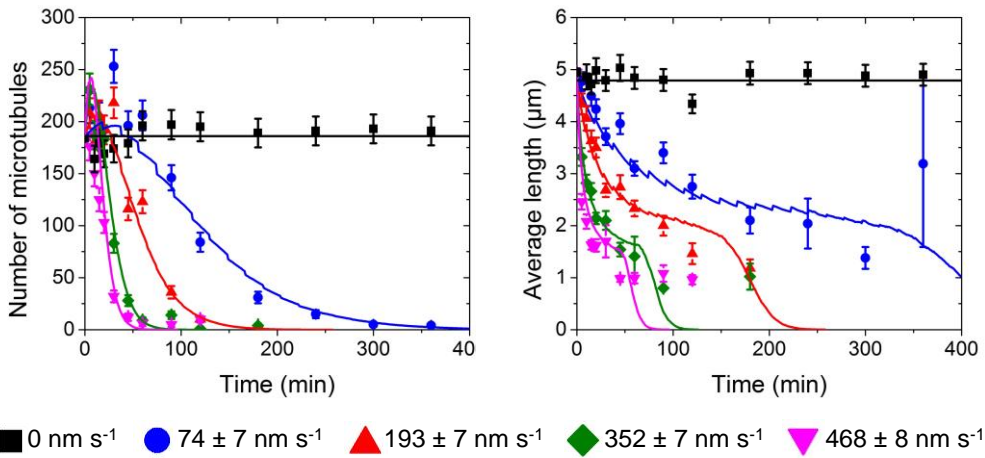 Number of microtubules
300
250
200
150
100
50
0
0 100 200 300 40
Time (min)
Average length (μm)
6
5
4
3
2
1
0
0 100 200 300 400
Time (min)
0 nm s⁻¹ 74 ± 7 nm s⁻¹ 193 ± 7 nm s⁻¹ 352 ± 7 nm s⁻¹ 468 ± 8 nm s⁻¹